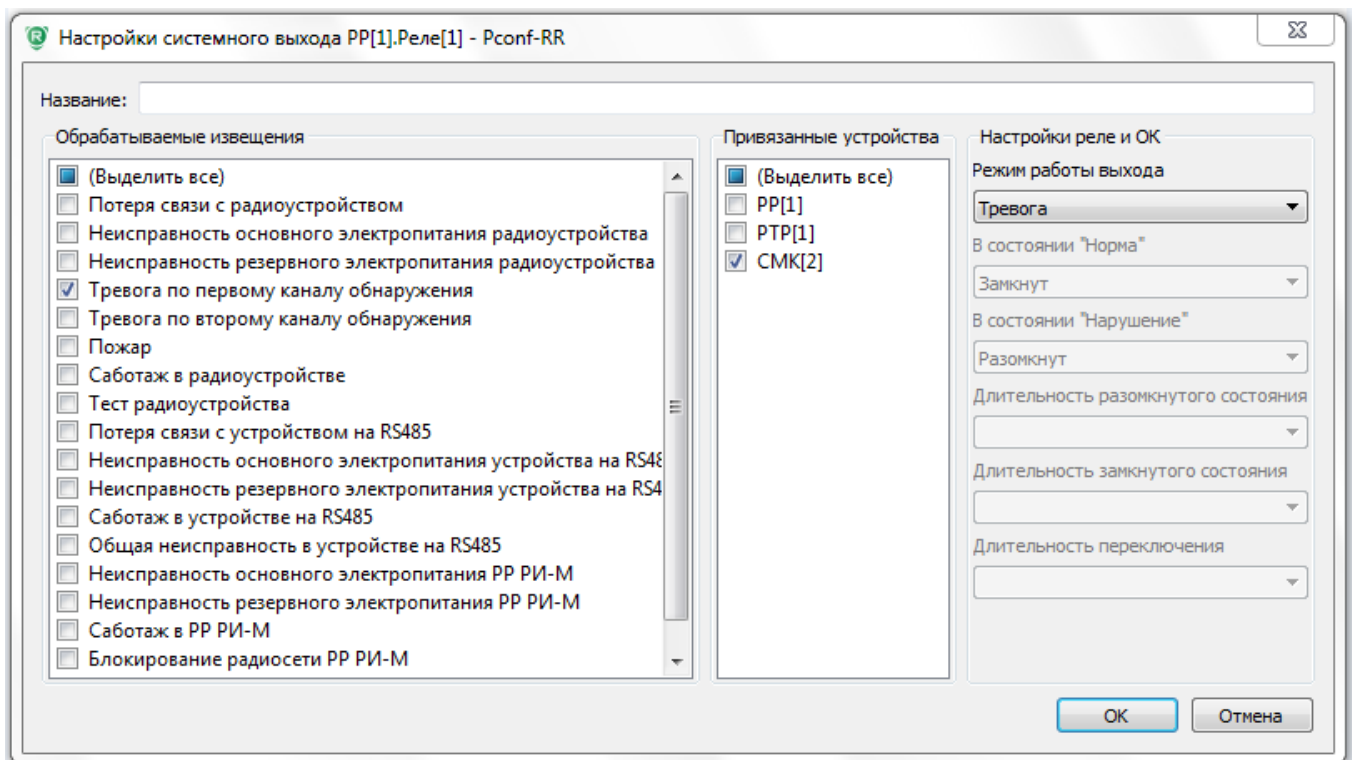 Настройки системного выхода РР[1].Реле[1] - Pconf-RR
Название:
Обрабатываемые извещения
(Выделить все)
Потеря связи с радиоустройством
Неисправность основного электропитания радиоустройства
Неисправность резервного электропитания радиоустройства
Тревога по первому каналу обнаружения
Тревога по второму каналу обнаружения
Пожар
Саботаж в радиоустройстве
Тест радиоустройства
Потеря связи с устройством на RS485
Неисправность основного электропитания устройства на RS48
Неисправность резервного электропитания устройства на RS4
Саботаж в устройстве на RS485
Общая неисправность в устройстве на RS485
Неисправность основного электропитания РР РИ-М
Неисправность резервного электропитания РР РИ-М
Саботаж в РР РИ-М
Блокирование радиосети РР РИ-М
Привязанные устройства
(Выделить все)
РР[1]
РТР[1]
СМК[2]
Настройки реле и ОК
Режим работы выхода
Тревога
В состоянии "Норма"
Замкнут
В состоянии "Нарушение"
Разомкнут
Длительность разомкнутого состояния
Длительность замкнутого состояния
Длительность переключения
ОК
Отмена